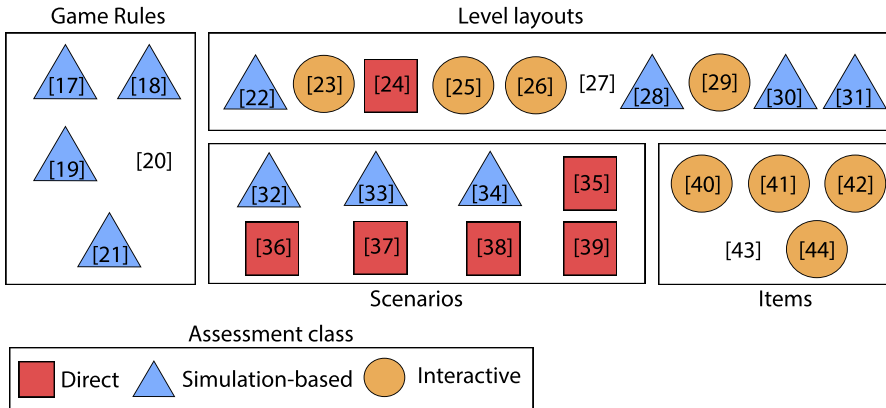 Game Rules
Level layouts
[17] [18]
[19] [20]
[21]
[22] [23] [24] [25] [26] [27] [28] [29] [30] [31]
[32] [33] [34] [35]
[36] [37] [38] [39]
Scenarios
[40] [41] [42]
[43] [44]
Items
Assessment class
Direct Simulation-based Interactive